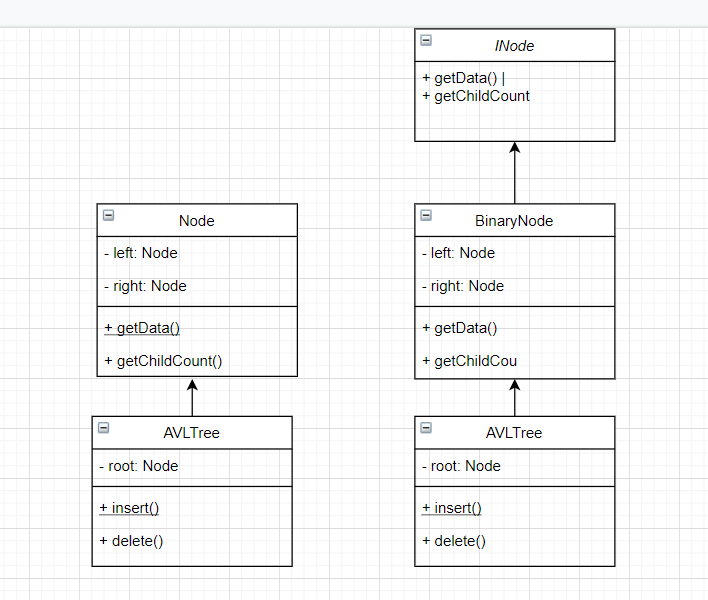 INode
+ getData() |
+ getChildCount
Node
- left: Node
- right: Node
+ getData()
+ getChildCount()
BinaryNode
- left: Node
- right: Node
+ getData()
+ getChildCou
AVLTree
- root: Node
+ insert()
+ delete()
AVLTree
- root: Node
+ insert()
+ delete()